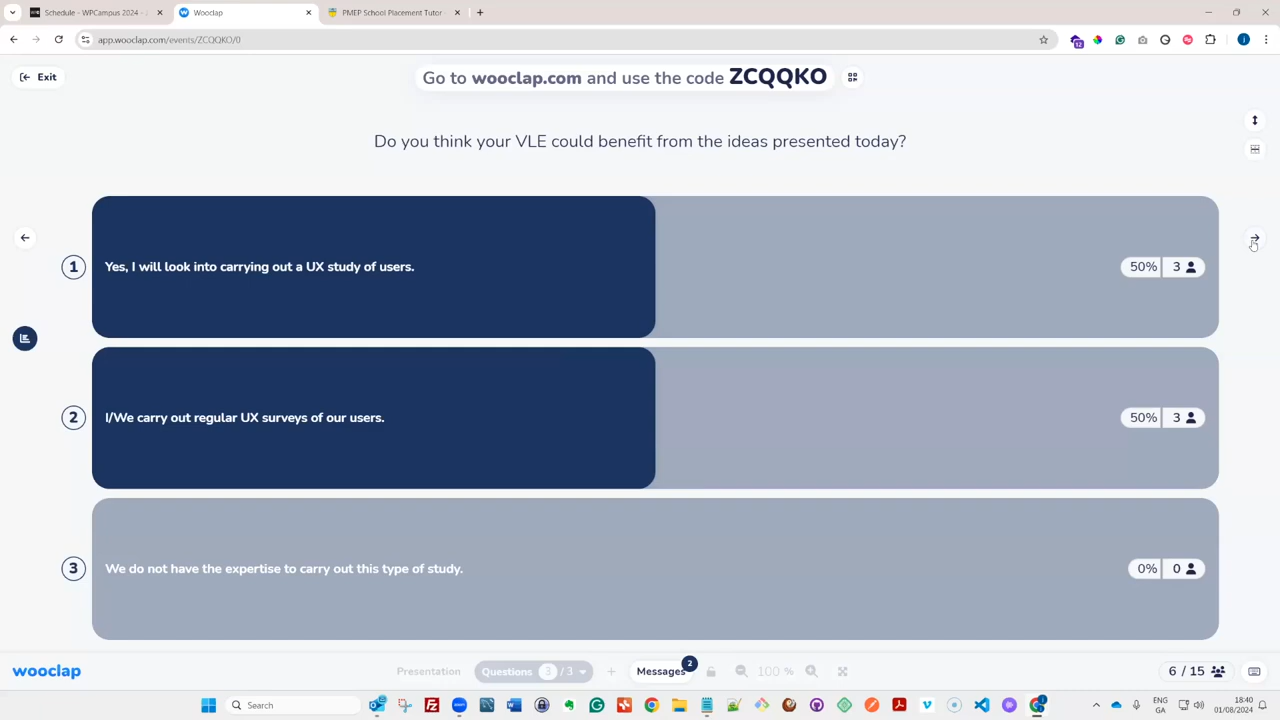 Schedule - WPCampus 2024 -
Wooclap
PMEP School Placement Tutor -
app.wooclap.com/events/ZCQQKO/0
12
Exit
Go to wooclap.com and use the code ZCQQKO
Do you think your VLE could benefit from the ideas presented today?
1
Yes, I will look into carrying out a UX study of users.
50% 3
2
I/We carry out regular UX surveys of our users.
50% 3
3
We do not have the expertise to carry out this type of study.
0% 0
wooclap
Presentation
Questions 3 / 3
Messages 2
100 %
6 / 15
Search
ENG
GA
18:40
01/08/2024